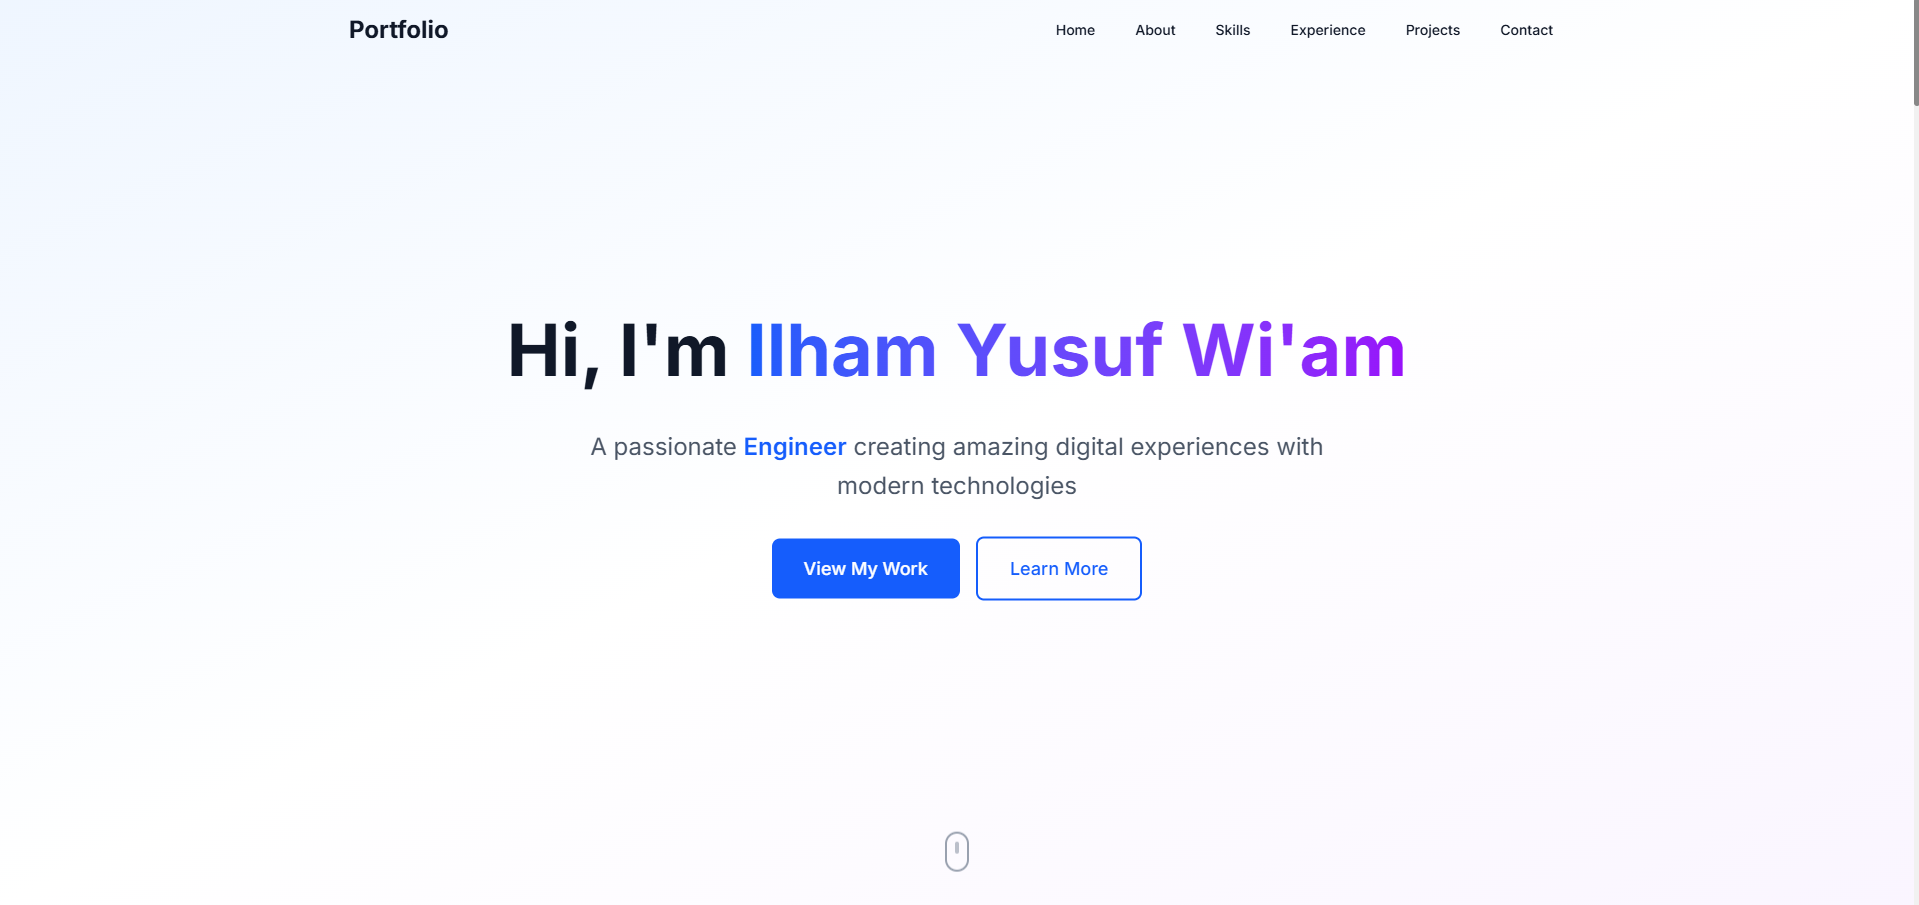 Portfolio
Home About Skills Experience Projects Contact
Hi, I'm Ilham Yusuf Wi'am
A passionate Engineer creating amazing digital experiences with
modern technologies
View My Work
Learn More